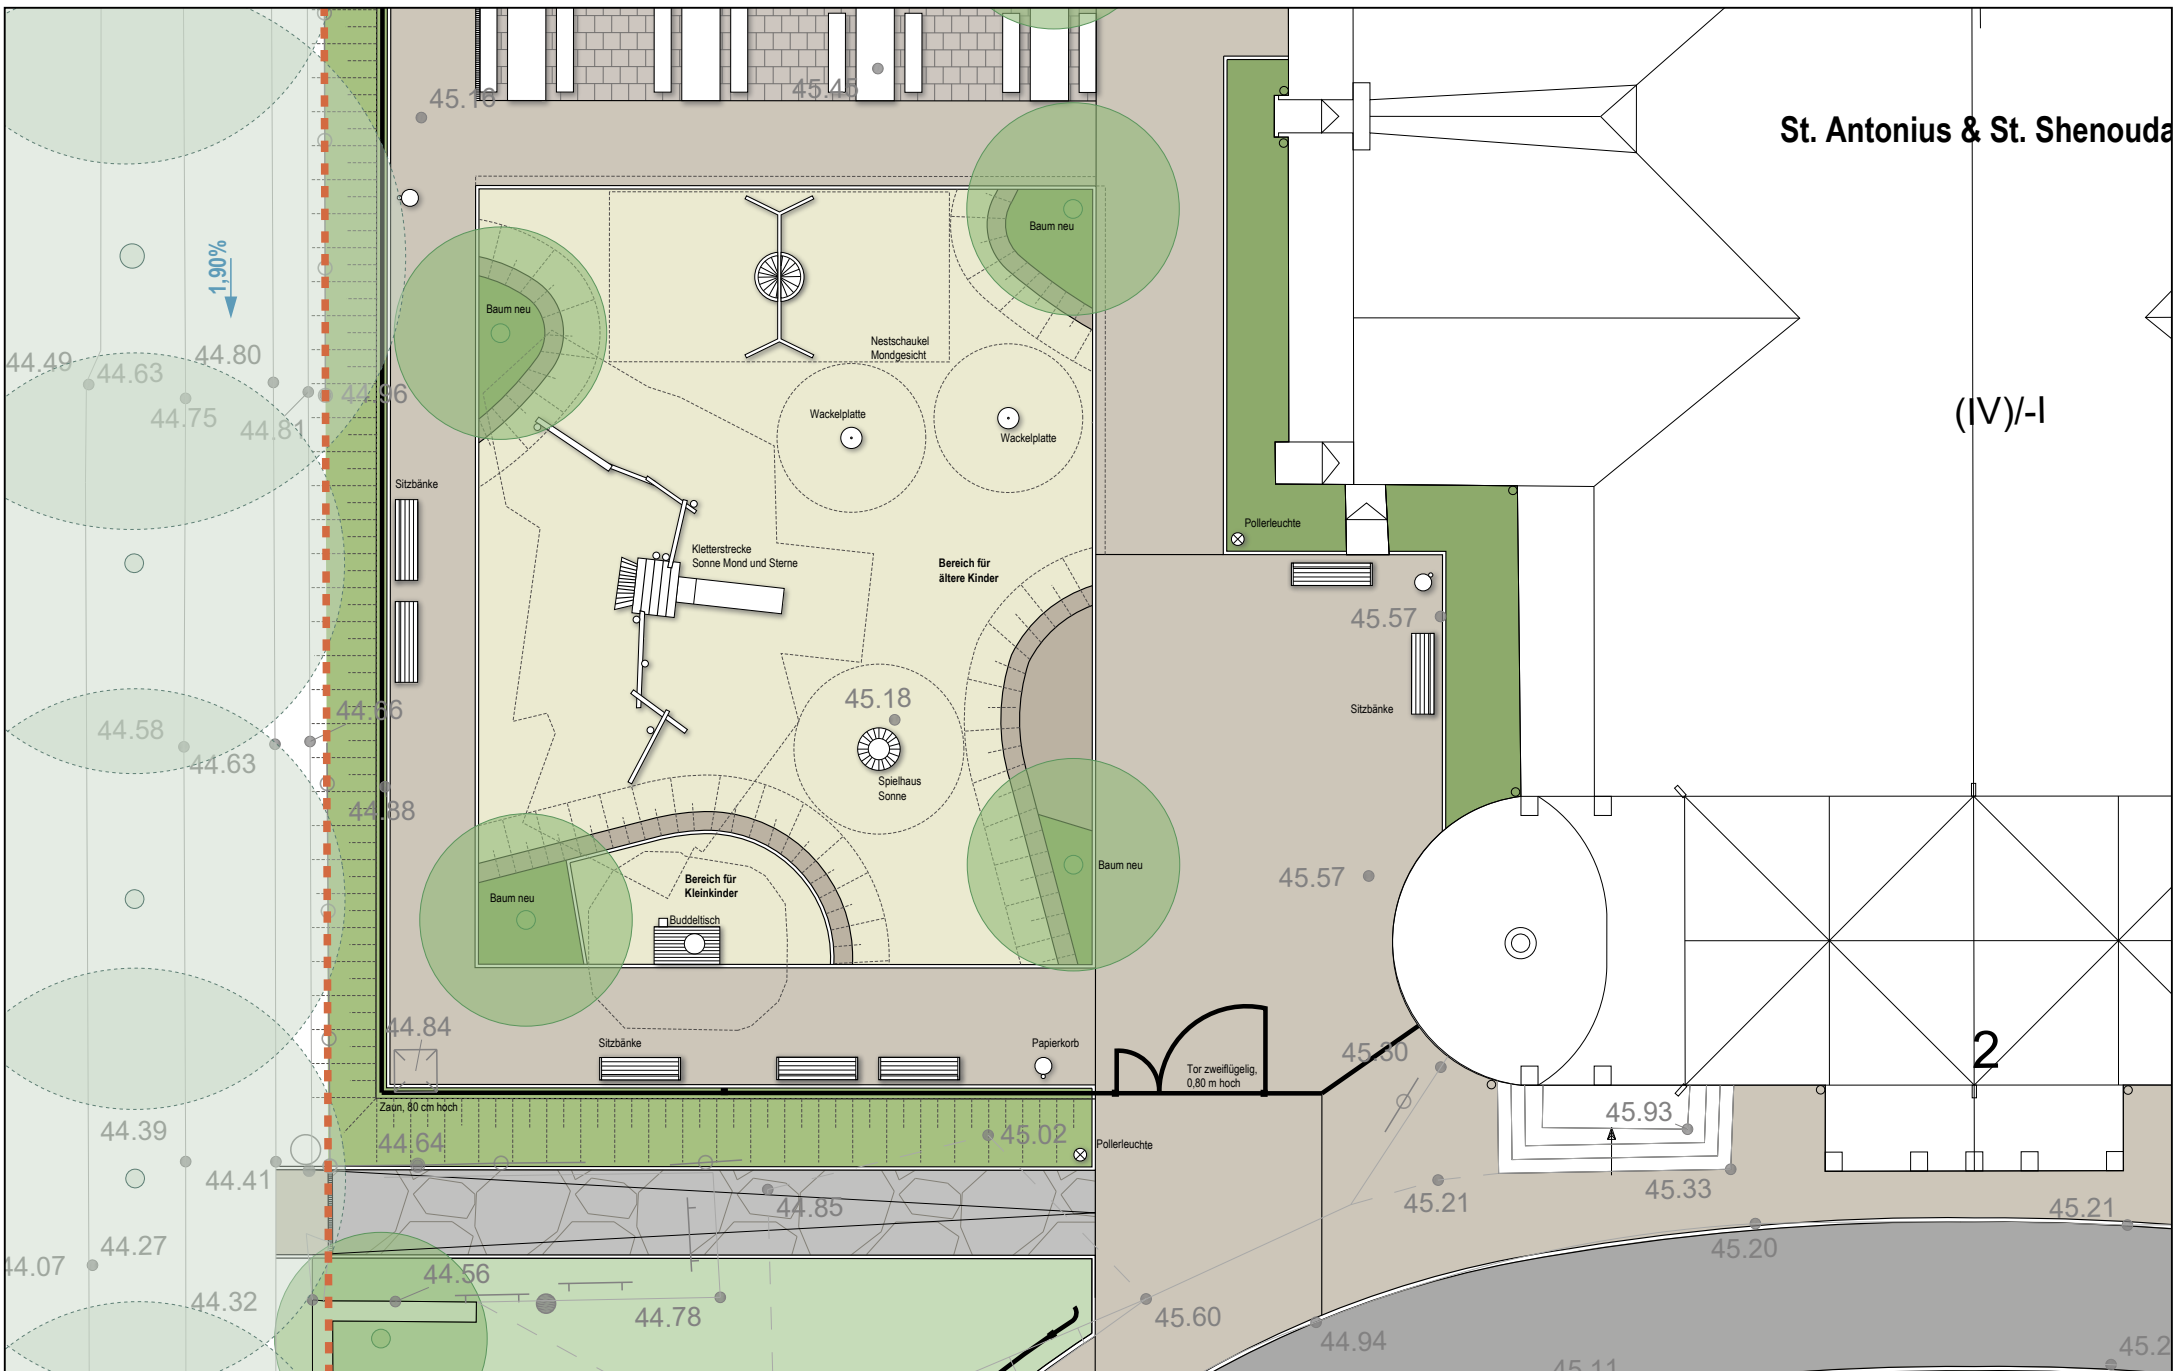 45.16
45.45
St. Antonius & St. Shenouda
Baum neu
1,90%
Baum neu
Nestschaukel
Mondgesicht
44.49
44.63
44.80
44.96
44.75
44.81
Wackelplatte
Wackelplatte
(IV)/-I
Sitzbänke
Pollerleuchte
Kletterstrecke
Sonne Mond und Sterne
Bereich für
ältere Kinder
45.57
44.66
45.18
Sitzbänke
44.58
44.63
Spielhaus
Sonne
44.88
Baum neu
Bereich für
Kleinkinder
45.57
Baum neu
Buddeltisch
44.84
Sitzbänke
Papierkorb
Tor zweiflügelig,
0,80 m hoch
45.30
2
Zaun, 80 cm hoch
45.93
44.39
44.64
45.02
Pollerleuchte
44.41
44.85
45.21
45.33
45.21
44.07
44.27
44.56
45.20
44.32
44.78
45.60
44.94
45.11
45.2